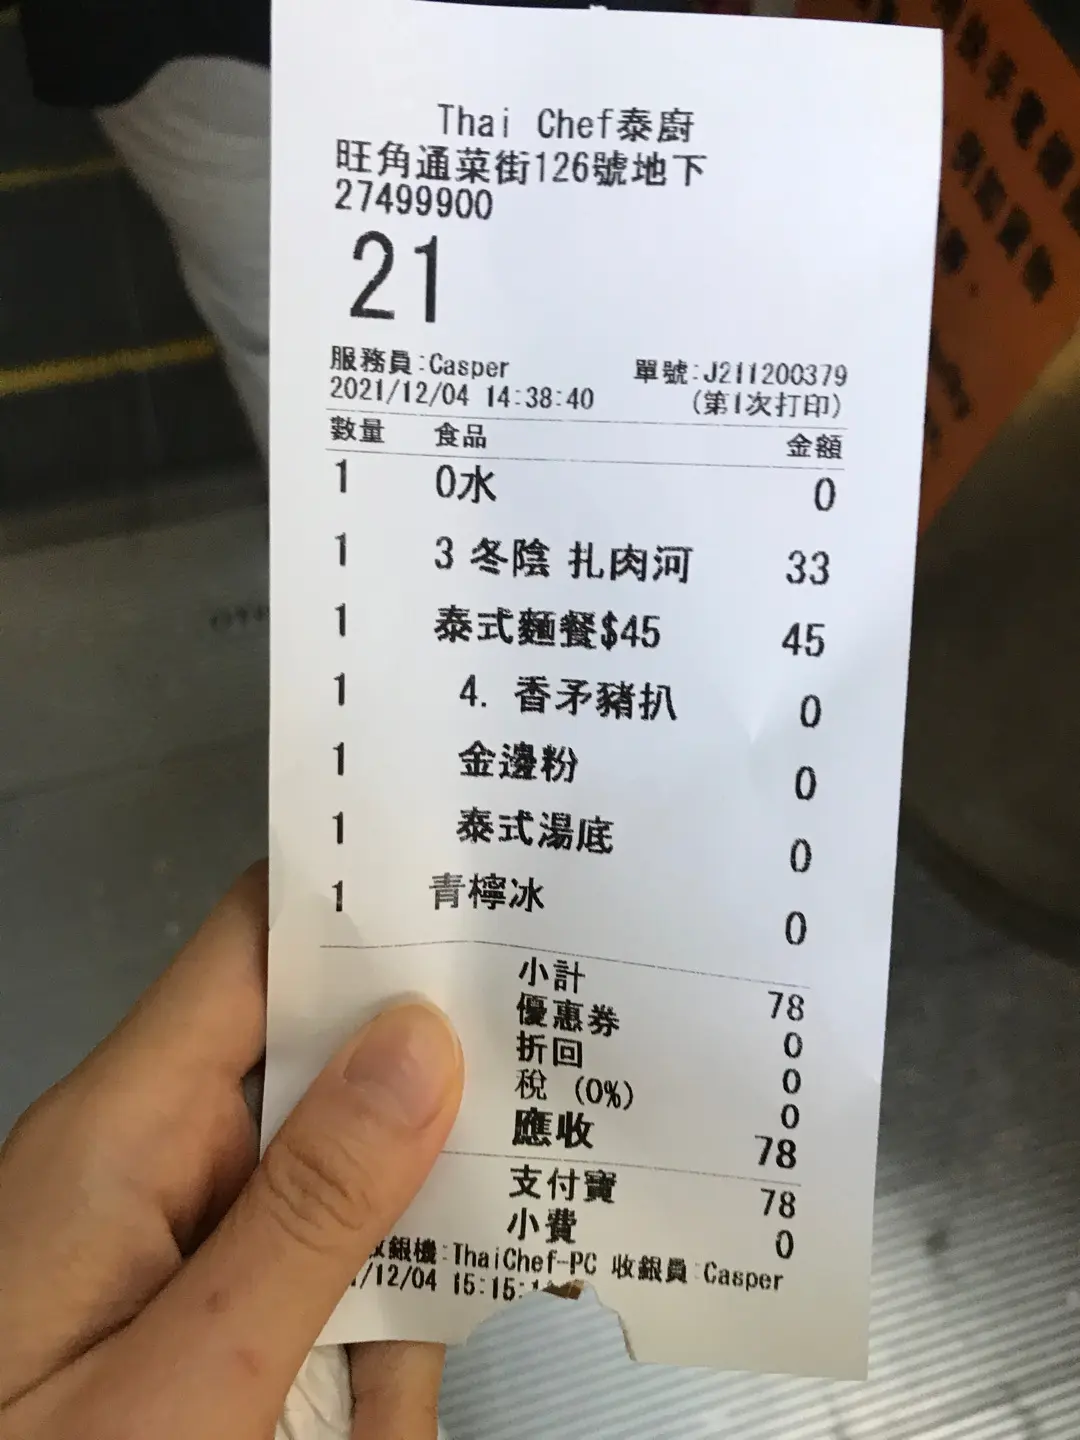 Thai Chef泰廚
旺角通菜街126號地下
27499900
21
服務員:Casper 單號:J211200379
2021/12/04 14:38:40 (第1次打印)
數量 食品 金額
1 0水 0
1 3 冬陰 扎肉河 33
1 泰式麵餐$45 45
1 4. 香矛豬扒 0
1 金邊粉 0
1 泰式湯底 0
1 青檸冰 0
小計 78
優惠券 0
折回 0
稅 (0%) 0
應收 78
支付寶 78
小費 0
銀機:ThaiChef-PC 收銀員:Casper
/12/04 15:15: